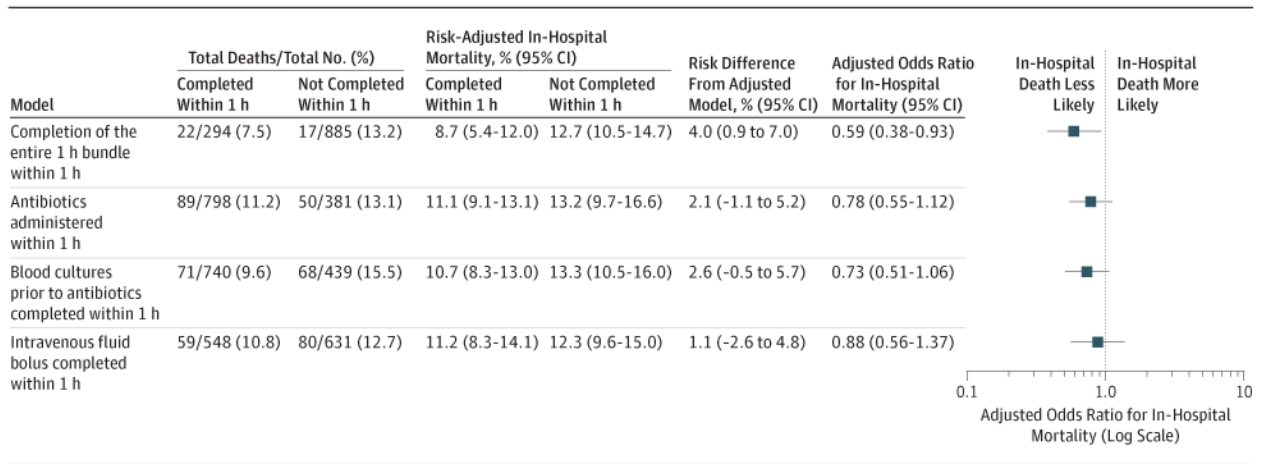 Total Deaths/Total No. (%)
Risk-Adjusted In-Hospital
Mortality, % (95% CI)
Model
Completed
Within 1 h
Not Completed
Within 1 h
Completed
Within 1 h
Not Completed
Within 1 h
Risk Difference
From Adjusted
Model, % (95% CI)
Adjusted Odds Ratio
for In-Hospital
Mortality (95% CI)
In-Hospital
Death Less
Likely
In-Hospital
Death More
Likely
Completion of the
entire 1 h bundle
within 1 h
22/294 (7.5) 17/885 (13.2) 8.7 (5.4-12.0) 12.7 (10.5-14.7) 4.0 (0.9 to 7.0) 0.59 (0.38-0.93)
Antibiotics
administered
within 1 h
89/798 (11.2) 50/381 (13.1) 11.1 (9.1-13.1) 13.2 (9.7-16.6) 2.1 (-1.1 to 5.2) 0.78 (0.55-1.12)
Blood cultures
prior to antibiotics
completed within 1 h
71/740 (9.6) 68/439 (15.5) 10.7 (8.3-13.0) 13.3 (10.5-16.0) 2.6 (-0.5 to 5.7) 0.73 (0.51-1.06)
Intravenous fluid
bolus completed
within 1 h
59/548 (10.8) 80/631 (12.7) 11.2 (8.3-14.1) 12.3 (9.6-15.0) 1.1 (-2.6 to 4.8) 0.88 (0.56-1.37)
0.1 1.0 10
Adjusted Odds Ratio for In-Hospital
Mortality (Log Scale)